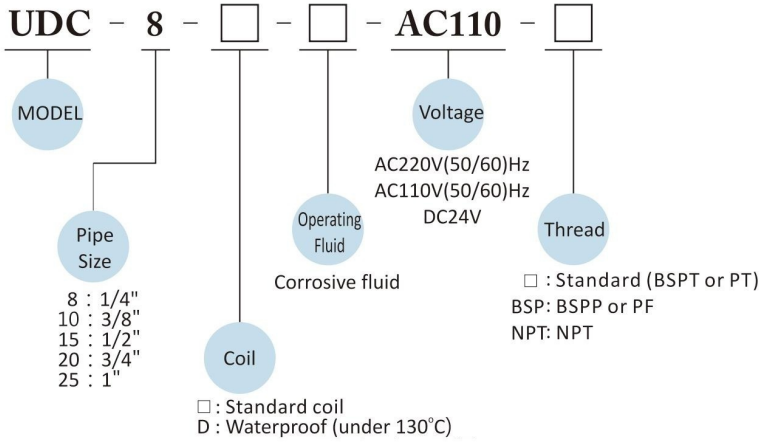 UDC - 8 - □ - □ - AC110 - □
MODEL
Voltage
AC220V(50/60)Hz
AC110V(50/60)Hz
DC24V
Pipe
Size
8 : 1/4"
10 : 3/8"
15 : 1/2"
20 : 3/4"
25 : 1"
Operating
Fluid
Corrosive fluid
Thread
□ : Standard (BSPT or PT)
BSP: BSPP or PF
NPT: NPT
Coil
□ : Standard coil
D : Waterproof (under 130°C)